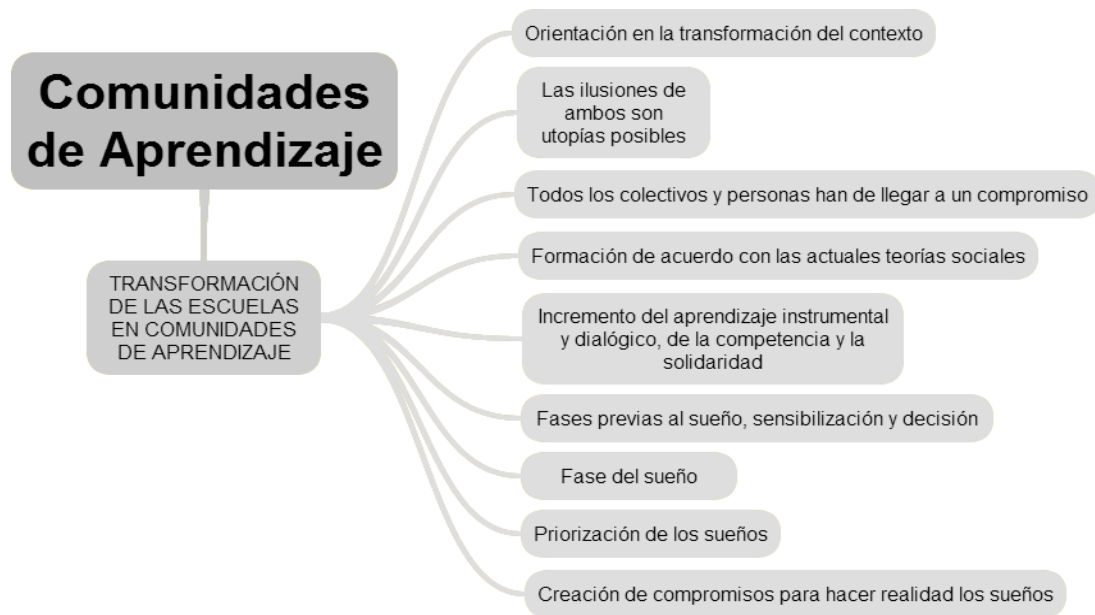 Comunidades
de Aprendizaje
TRANSFORMACIÓN
DE LAS ESCUELAS
EN COMUNIDADES
DE APRENDIZAJE
Orientación en la transformación del contexto
Las ilusiones de
ambos son
utopías posibles
Todos los colectivos y personas han de llegar a un compromiso
Formación de acuerdo con las actuales teorías sociales
Incremento del aprendizaje instrumental
y dialógico, de la competencia y la
solidaridad
Fases previas al sueño, sensibilización y decisión
Fase del sueño
Priorización de los sueños
Creación de compromisos para hacer realidad los sueños